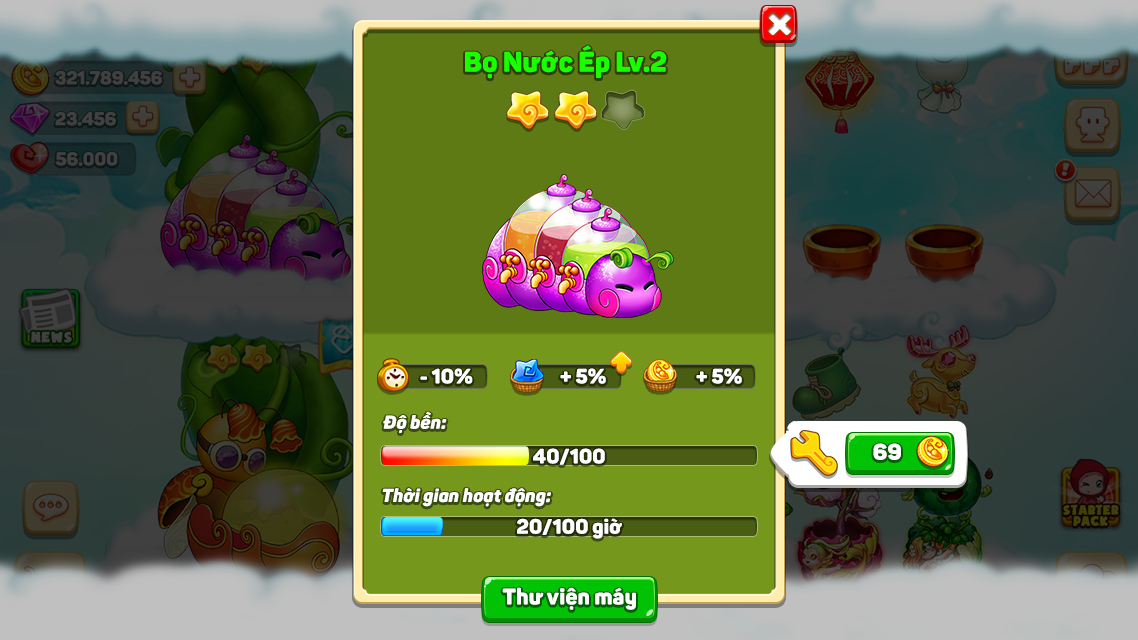 Bọ Nước Ép Lv.2
321.789.456
23.456
56.000
NEWS
- 10%
+ 5%
+ 5%
Độ bền:
40/100
69
Thời gian hoạt động:
20/100 giờ
STARTER
PACK
Thư viện máy